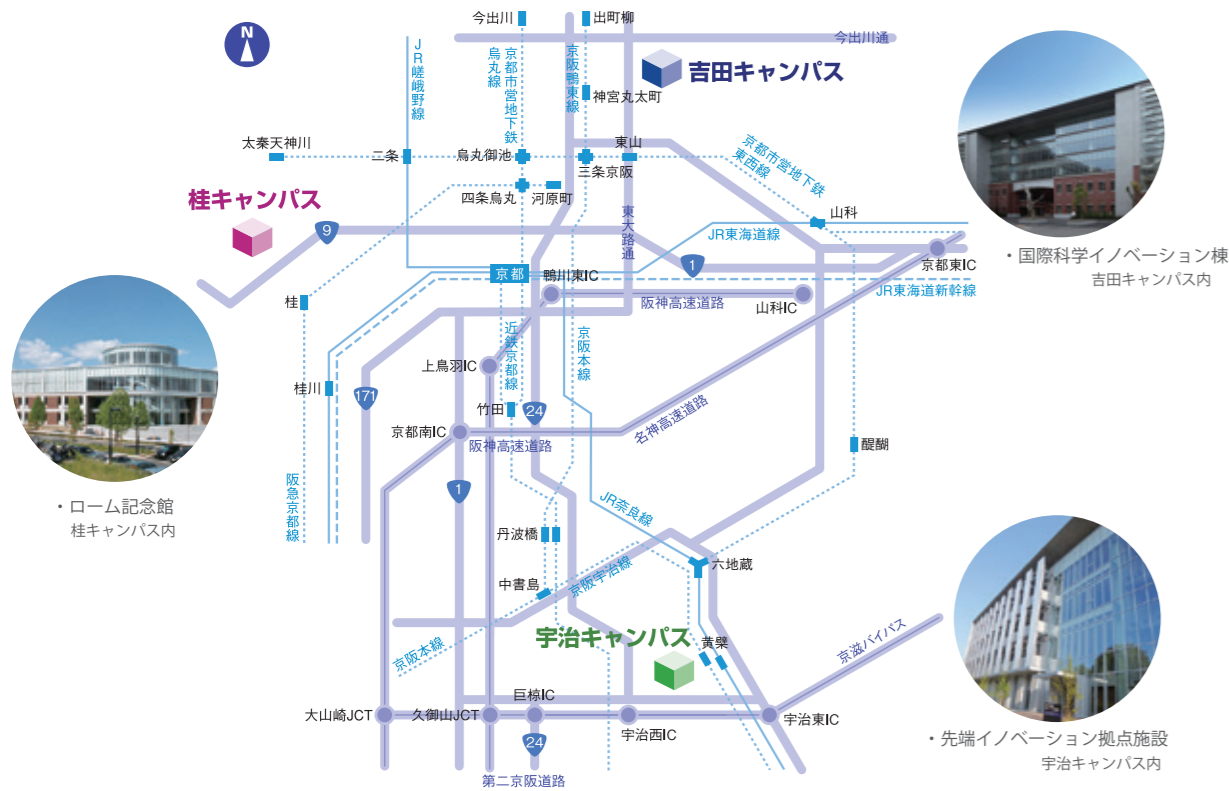 N
今出川
出町柳
今出川通
JR嵯峨野線
京都市営地下鉄
烏丸線
京阪鴨東線
吉田キャンパス
神宮丸太町
太秦天神川
二条
烏丸御池
三条京阪
東山
京都市営地下鉄
東西線
四条烏丸
河原町
桂キャンパス
9
東大路通
山科
JR東海道線
京都東IC
・国際科学イノベーション棟
吉田キャンパス内
京都
鴨川東IC
1
JR東海道新幹線
桂
阪神高速道路
山科IC
近鉄京都線
京阪本線
上鳥羽IC
桂川
171
竹田
24
名神高速道路
京都南IC
阪神高速道路
醍醐
・ローム記念館
桂キャンパス内
阪急京都線
1
JR奈良線
丹波橋
六地蔵
中書島
京阪宇治線
宇治キャンパス
黄檗
京阪本線
京滋バイパス
巨椋IC
大山崎JCT
久御山JCT
宇治西IC
宇治東IC
24
第二京阪道路
・先端イノベーション拠点施設
宇治キャンパス内